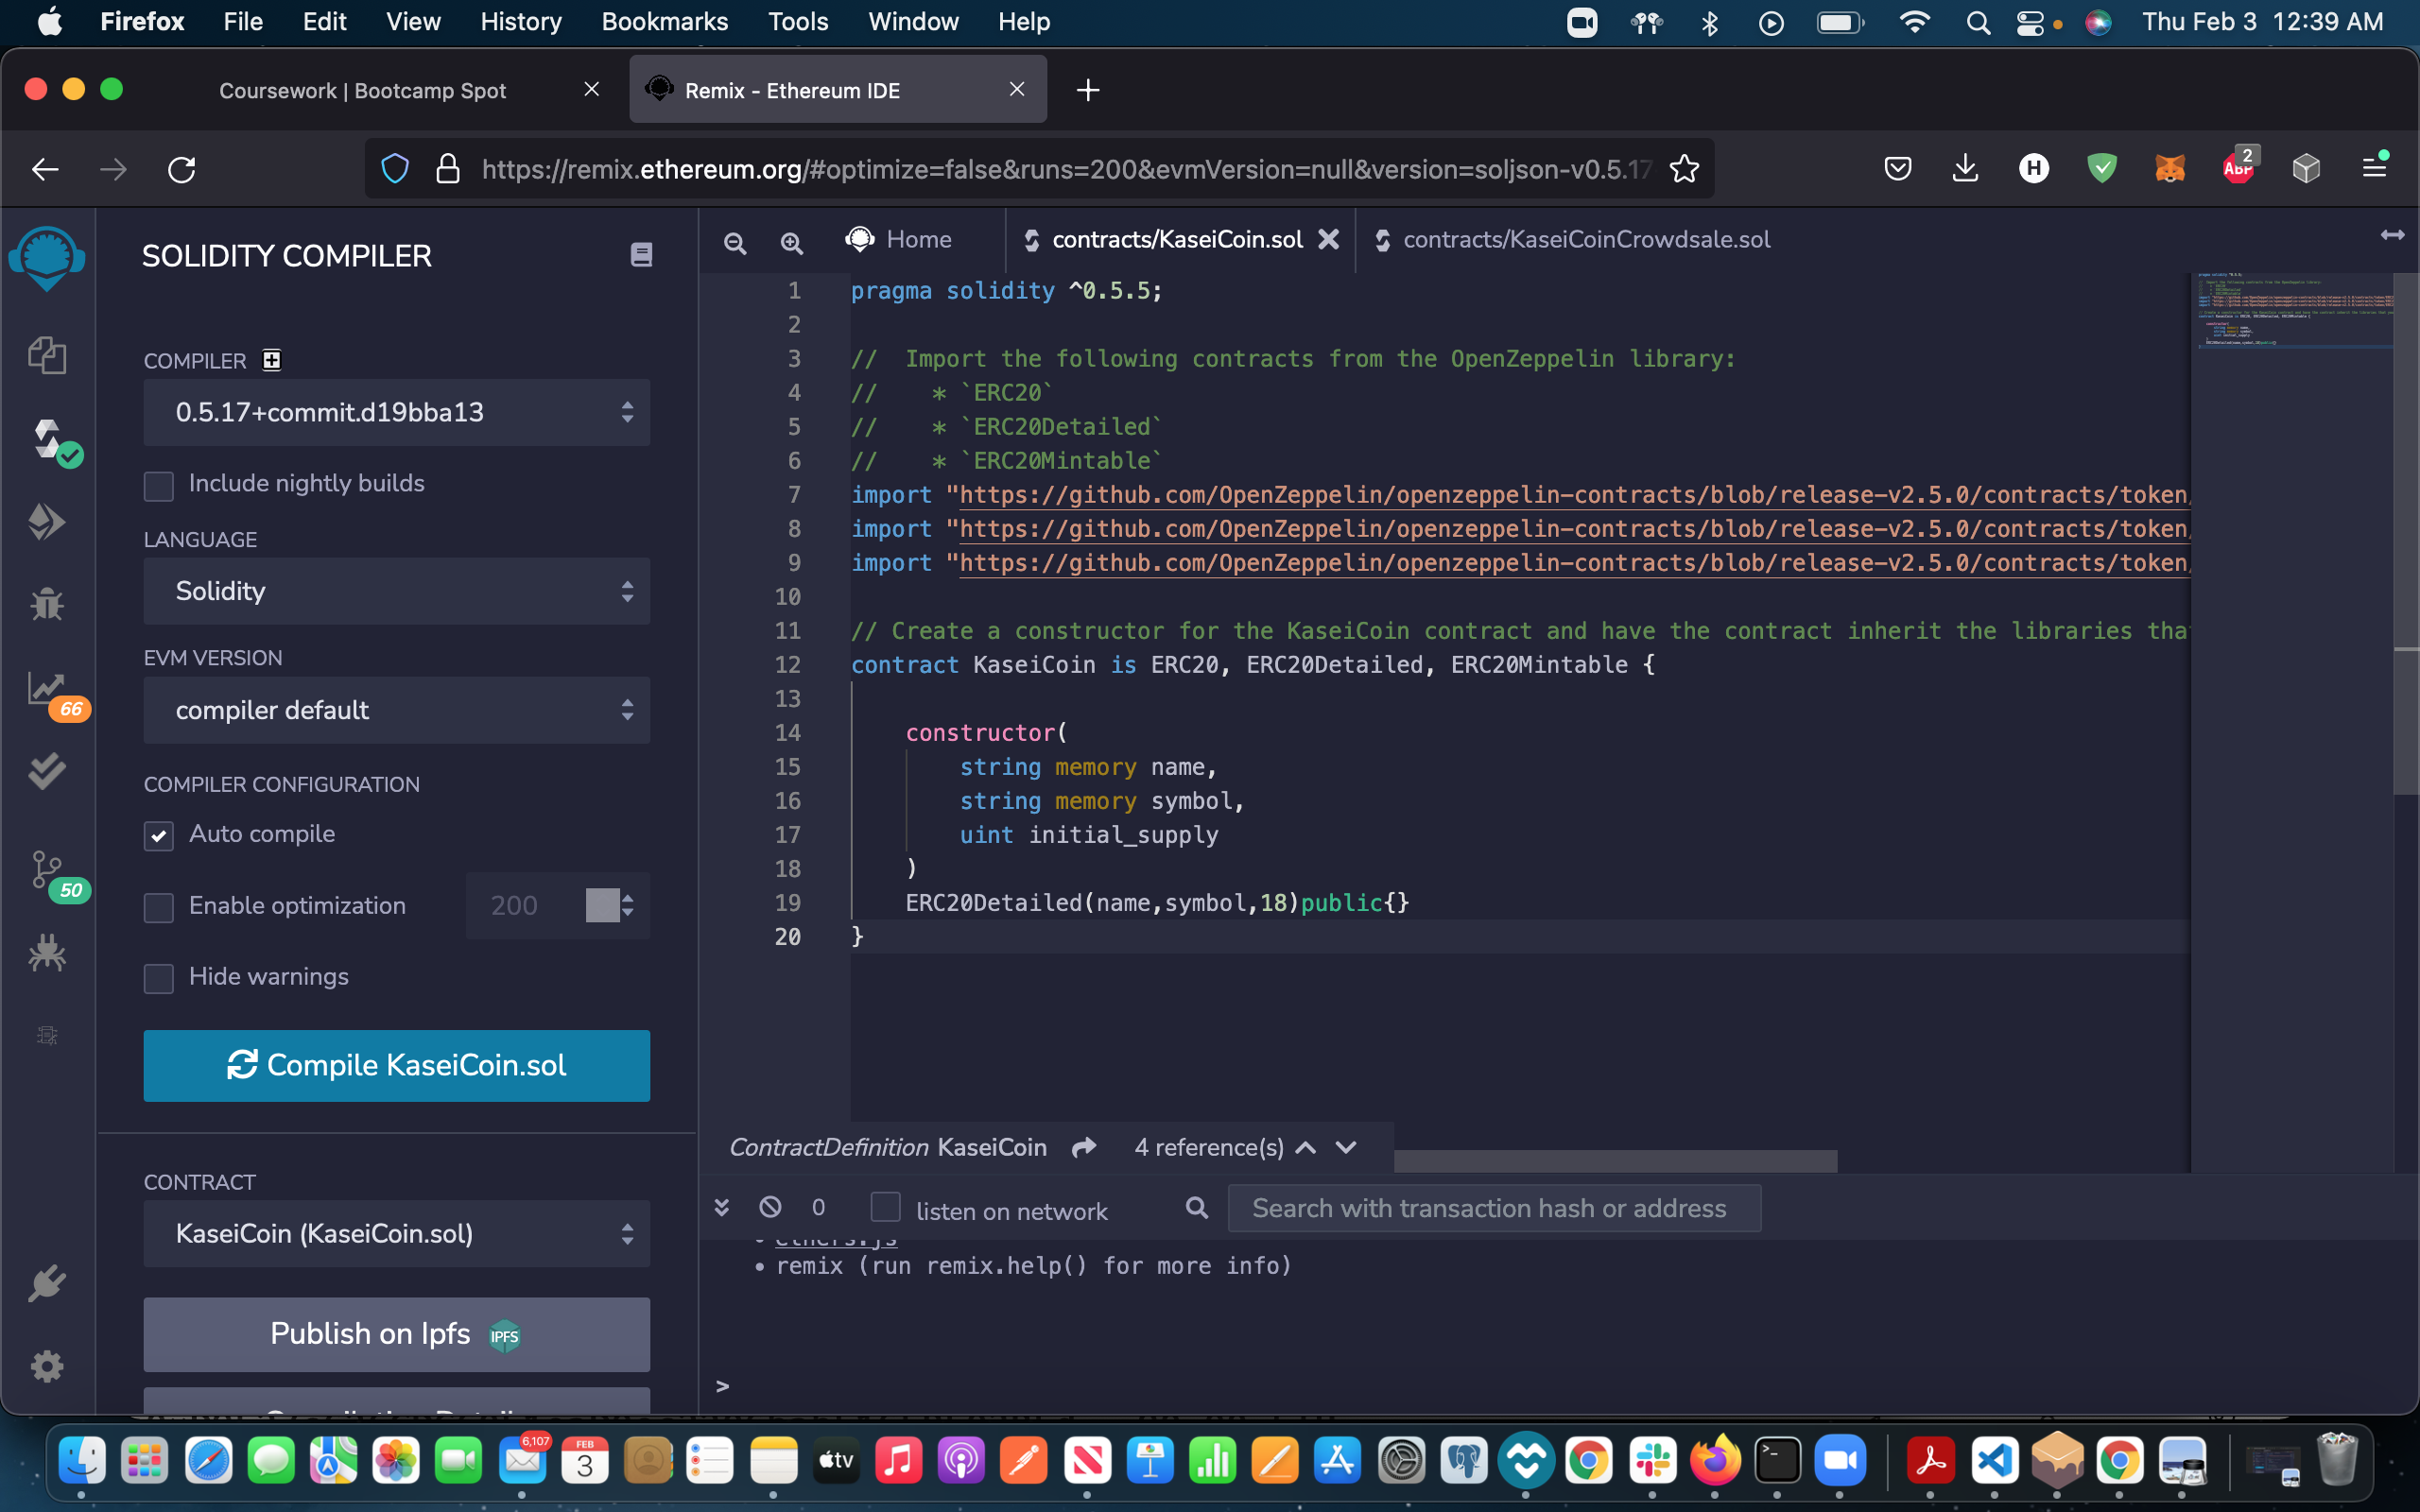 Firefox File Edit View History Bookmarks Tools Window Help Thu Feb 3 12:39 AM
Coursework | Bootcamp Spot Remix - Ethereum IDE
https://remix.ethereum.org/#optimize=false&runs=200&evmVersion=null&version=soljson-v0.5.17
H ABP 2
SOLIDITY COMPILER
COMPILER
0.5.17+commit.d19bba13
Include nightly builds
LANGUAGE
Solidity
EVM VERSION
compiler default
COMPILER CONFIGURATION
Auto compile
Enable optimization 200
Hide warnings
Compile KaseiCoin.sol
CONTRACT
KaseiCoin (KaseiCoin.sol)
Publish on Ipfs IPFS
66
50
Home contracts/KaseiCoin.sol contracts/KaseiCoinCrowdsale.sol
1 pragma solidity ^0.5.5;
2
3 //  Import the following contracts from the OpenZeppelin library:
4 //    * `ERC20`
5 //    * `ERC20Detailed`
6 //    * `ERC20Mintable`
7 import "https://github.com/OpenZeppelin/openzeppelin-contracts/blob/release-v2.5.0/contracts/token/
8 import "https://github.com/OpenZeppelin/openzeppelin-contracts/blob/release-v2.5.0/contracts/token/
9 import "https://github.com/OpenZeppelin/openzeppelin-contracts/blob/release-v2.5.0/contracts/token/
10
11 // Create a constructor for the KaseiCoin contract and have the contract inherit the libraries tha
12 contract KaseiCoin is ERC20, ERC20Detailed, ERC20Mintable {
13
14     constructor(
15         string memory name,
16         string memory symbol,
17         uint initial_supply
18     )
19     ERC20Detailed(name,symbol,18)public{}
20 }
ContractDefinition KaseiCoin 4 reference(s)
0 listen on network Search with transaction hash or address
ethers.js
• remix (run remix.help() for more info)
>
6,107 FEB 3 tv